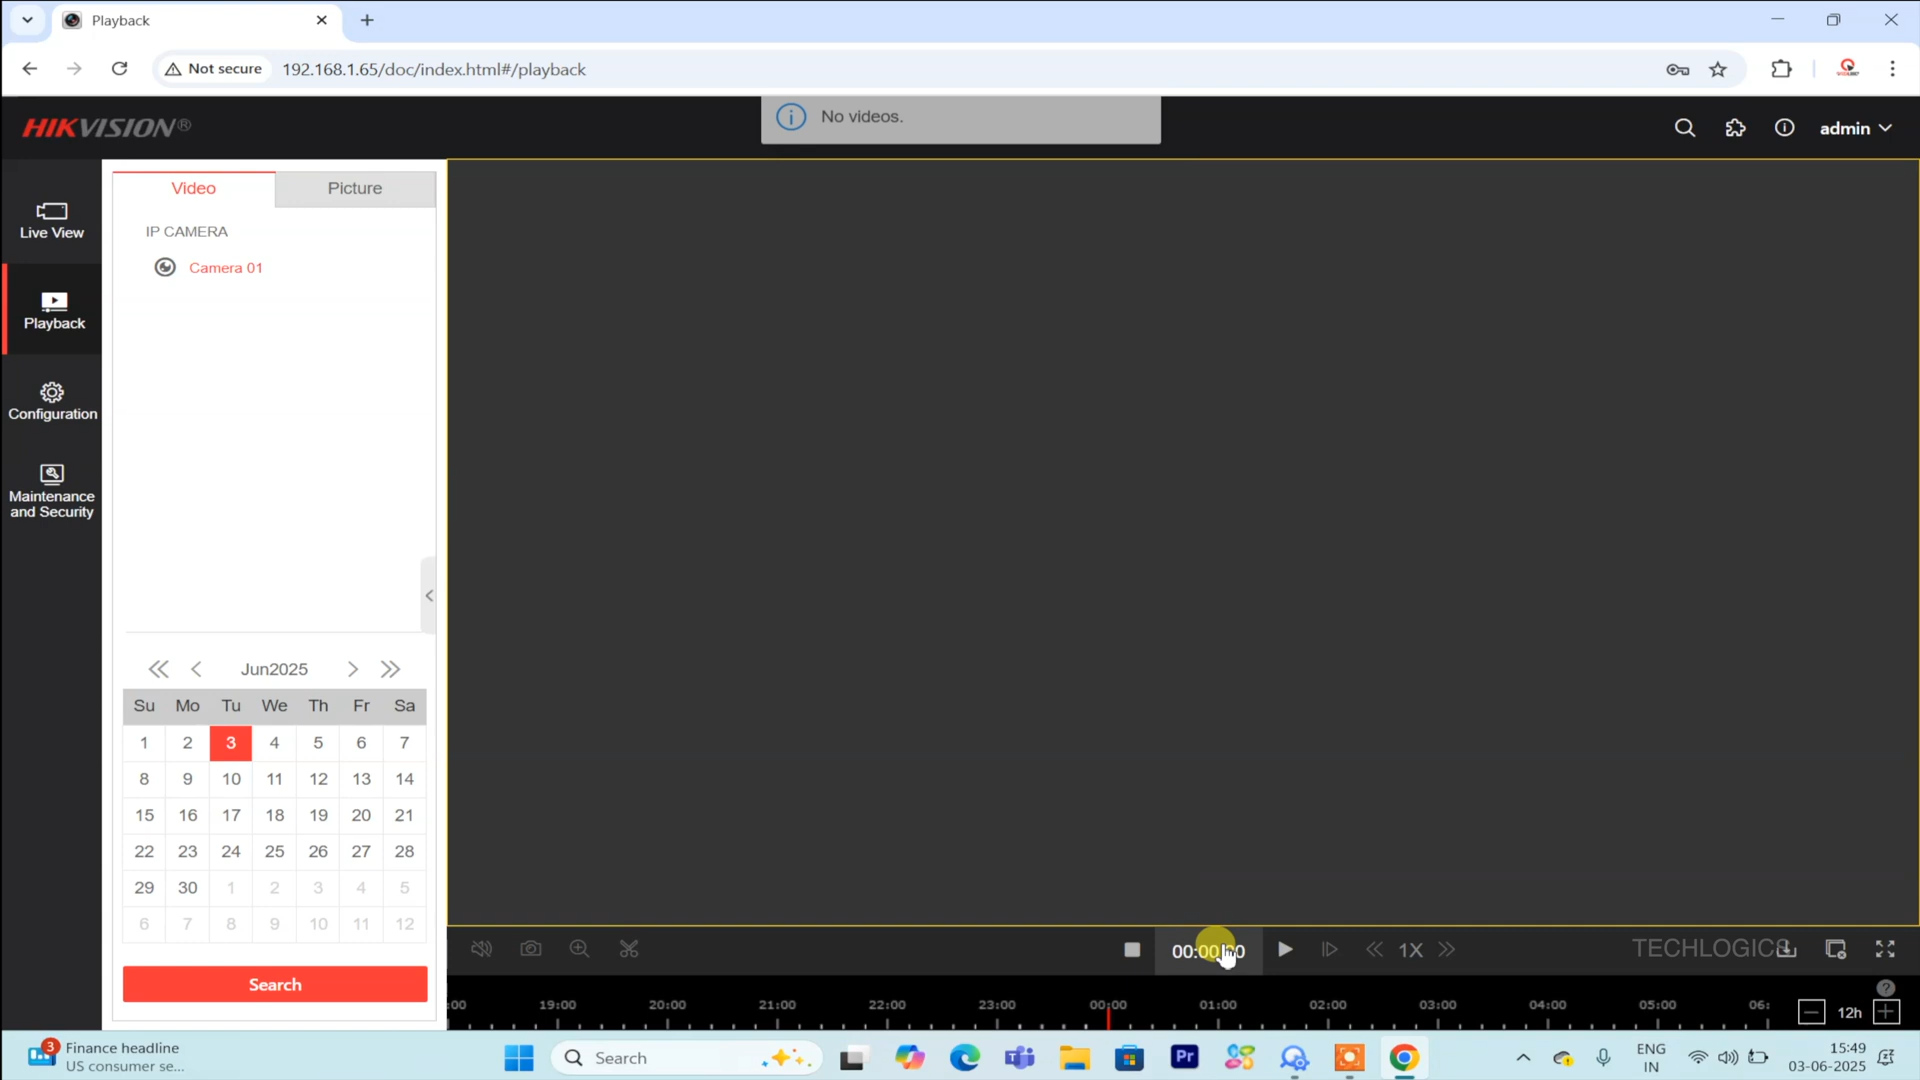 Playback
Not secure
192.168.1.65/doc/index.html#/playback
HIKVISION®
No videos.
admin
Live View
Playback
Configuration
Maintenance
and Security
Video
Picture
IP CAMERA
Camera 01
Jun2025
Su Mo Tu We Th Fr Sa
1 2 3 4 5 6 7
8 9 10 11 12 13 14
15 16 17 18 19 20 21
22 23 24 25 26 27 28
29 30 1 2 3 4 5
6 7 8 9 10 11 12
Search
1X
TECHLOGICS
:00 19:00 20:00 21:00 22:00 23:00 00:00 01:00 02:00 03:00 04:00 05:00 06:
12h
3
Finance headline
US consumer se...
Search
Pr
ENG
IN
15:49
03-06-2025